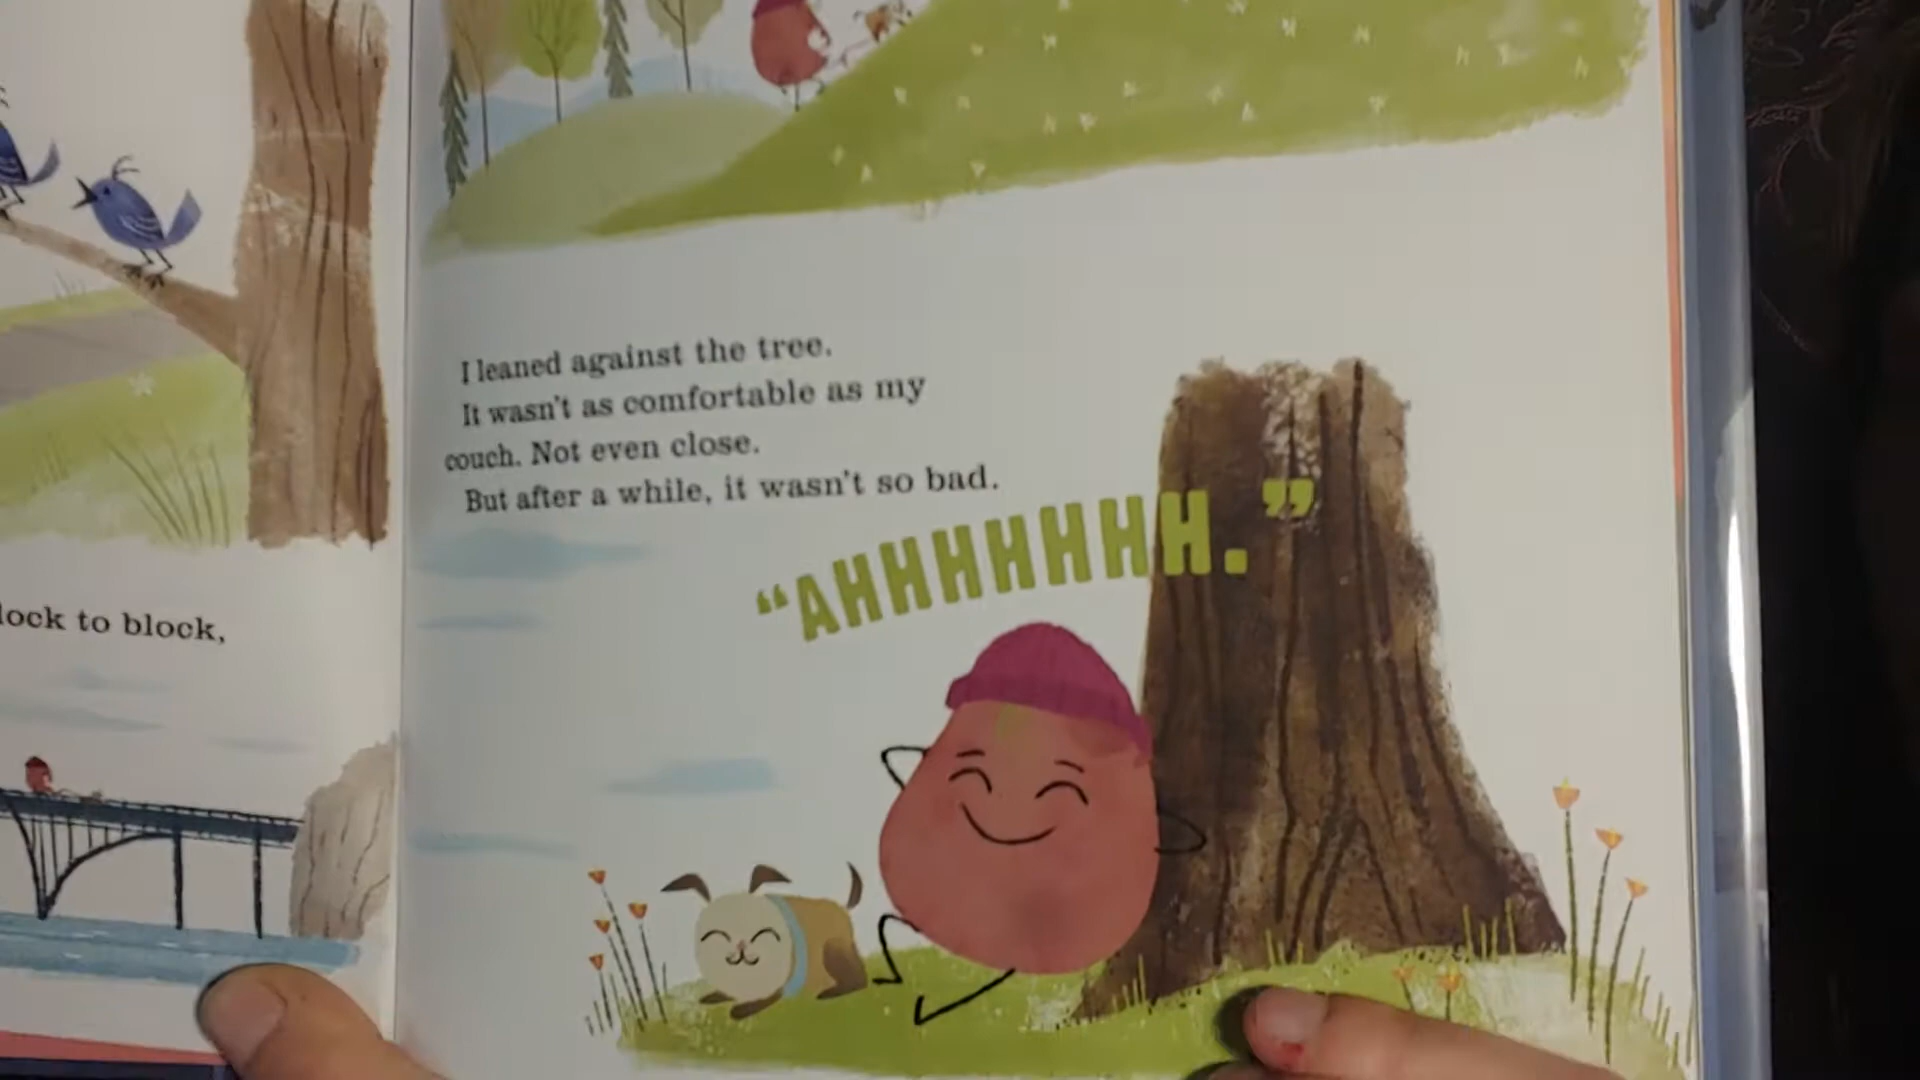 lock to block,
I leaned against the tree.
It wasn't as comfortable as my
couch. Not even close.
But after a while, it wasn't so bad.
“AHHHHHHH.”